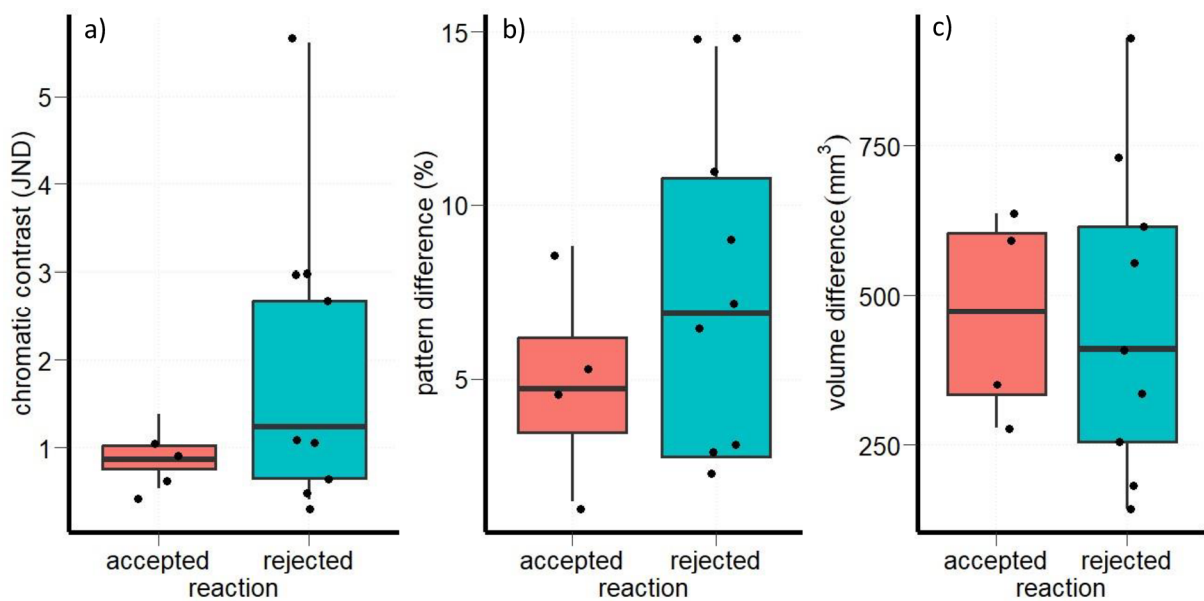 a)
chromatic contrast (JND)
5
4
3
2
1
accepted
rejected
reaction
b)
pattern difference (%)
15
10
5
accepted
rejected
reaction
c)
volume difference (mm³)
750
500
250
accepted
rejected
reaction